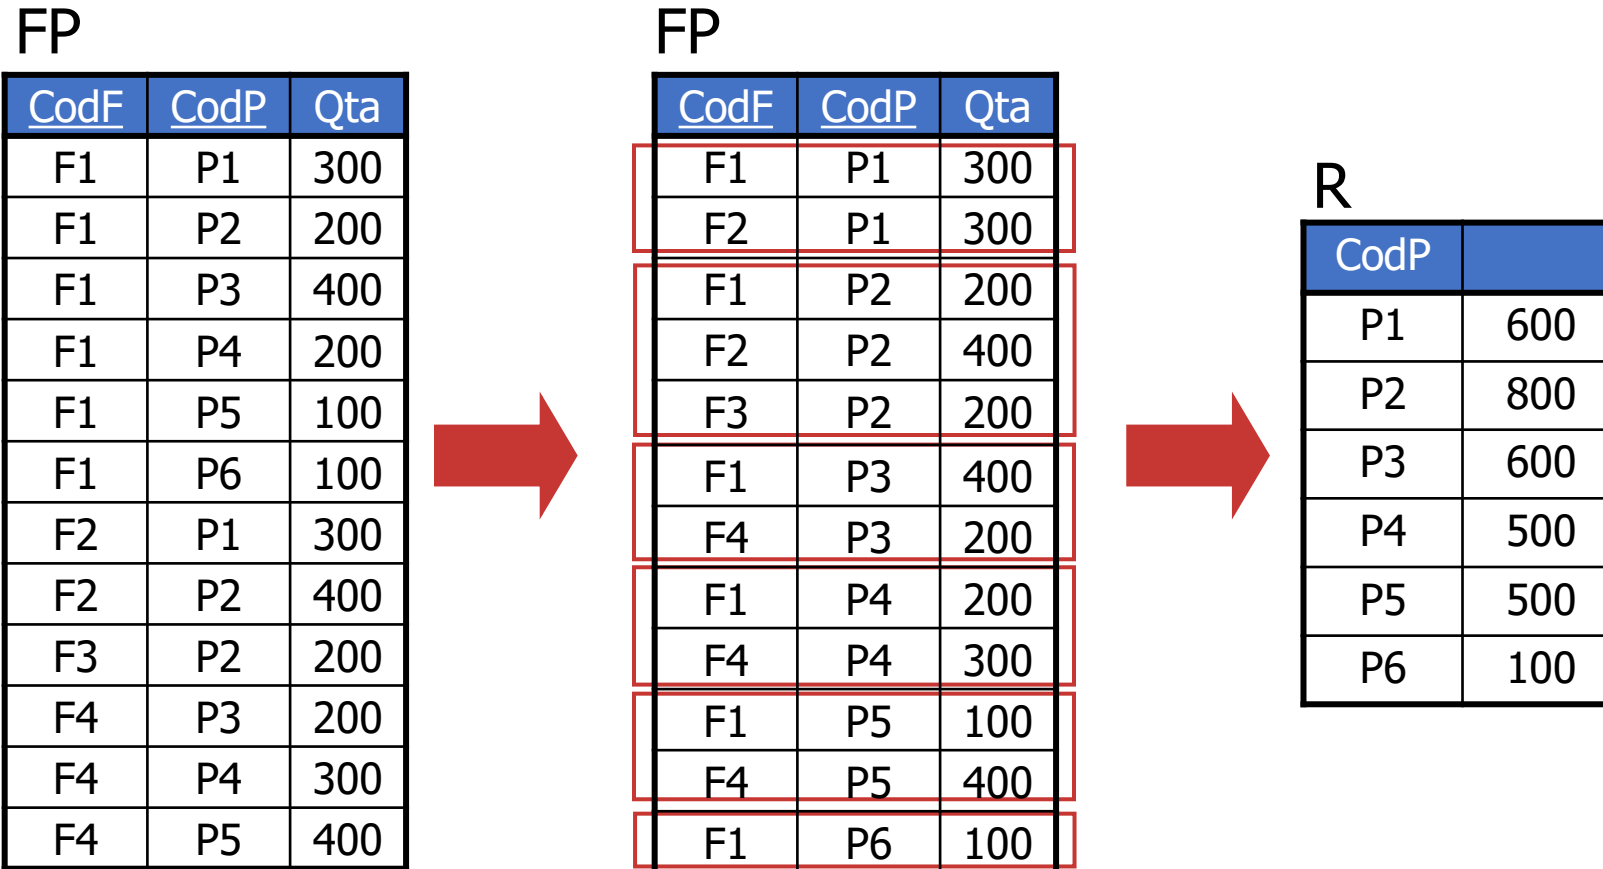 FP
CodF CodP Qta
F1 P1 300
F1 P2 200
F1 P3 400
F1 P4 200
F1 P5 100
F1 P6 100
F2 P1 300
F2 P2 400
F3 P2 200
F4 P3 200
F4 P4 300
F4 P5 400
FP
CodF CodP Qta
F1 P1 300
F2 P1 300
F1 P2 200
F2 P2 400
F3 P2 200
F1 P3 400
F4 P3 200
F1 P4 200
F4 P4 300
F1 P5 100
F4 P5 400
F1 P6 100
R
CodP
P1 600
P2 800
P3 600
P4 500
P5 500
P6 100